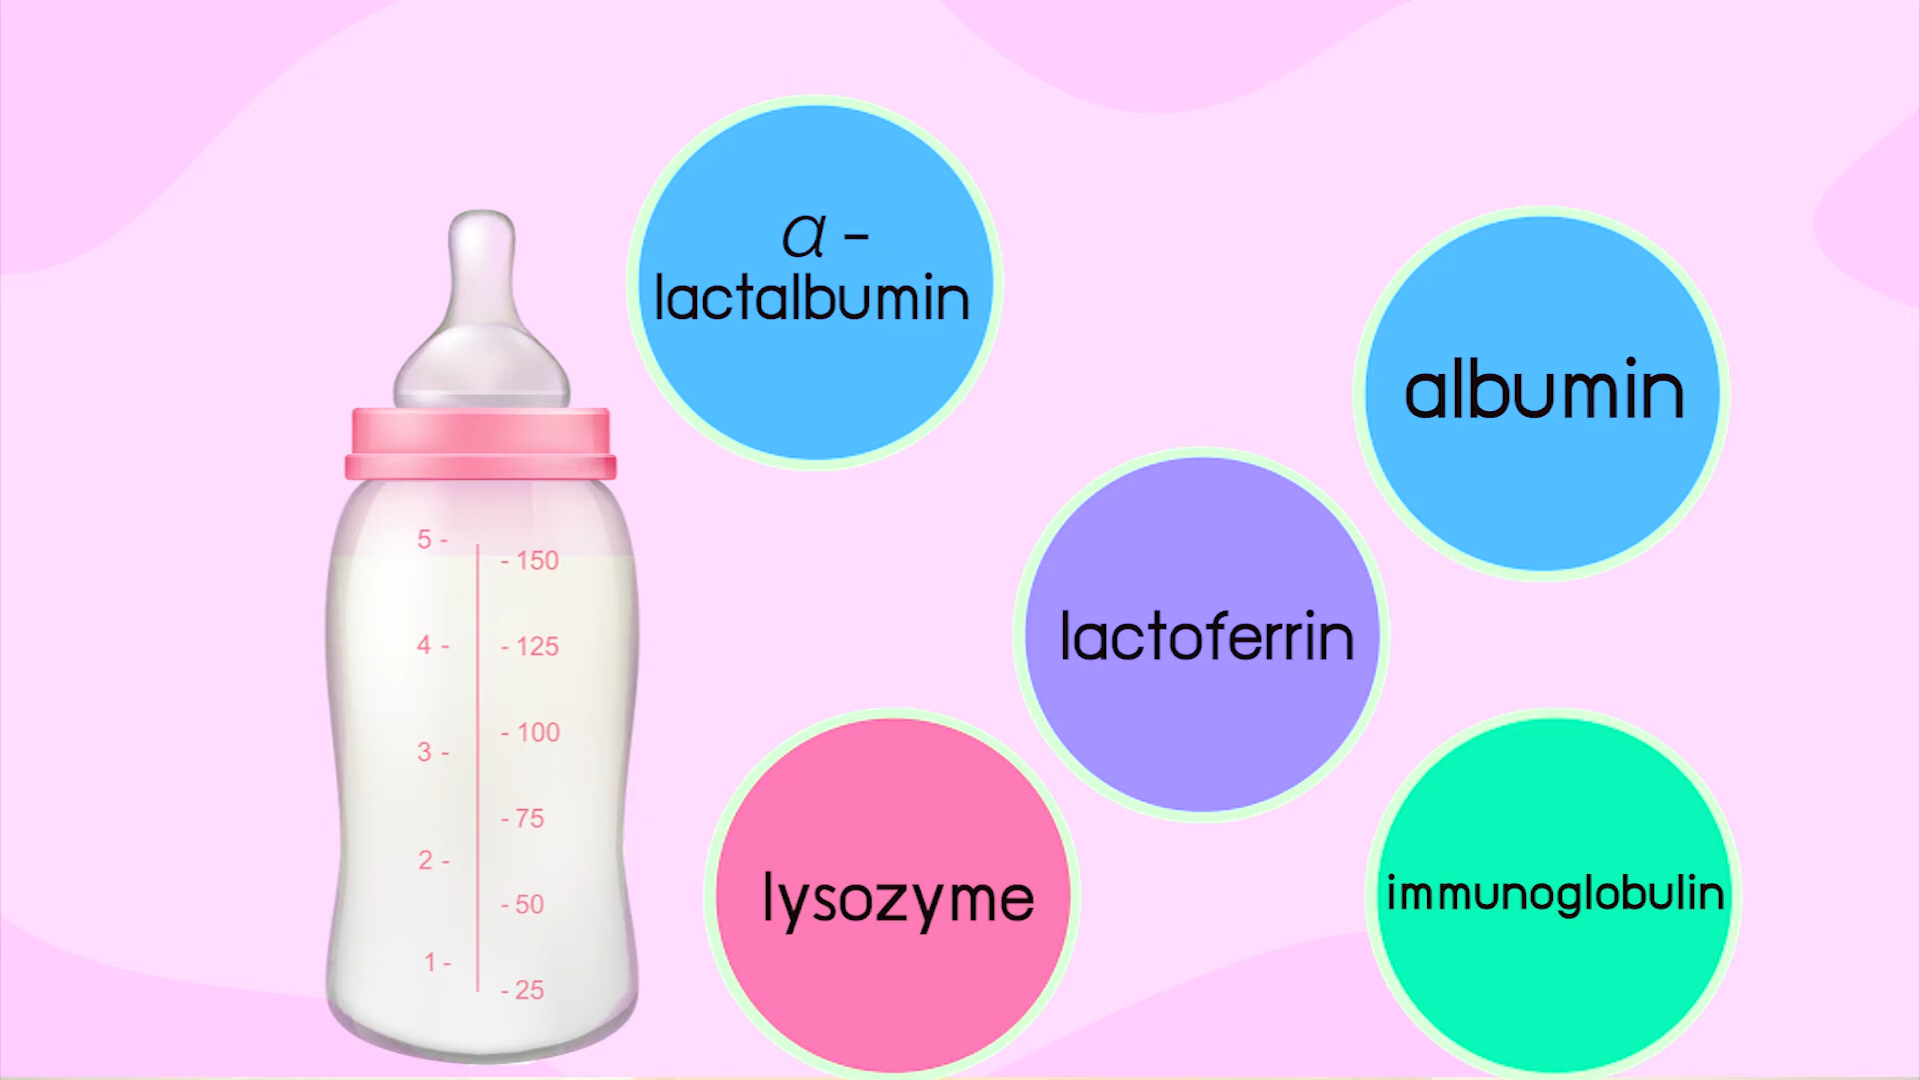 α -
lactalbumin
albumin
lactoferrin
lysozyme
immunoglobulin
5 -
- 150
4 -
- 125
- 100
3 -
- 75
2 -
- 50
1 -
- 25